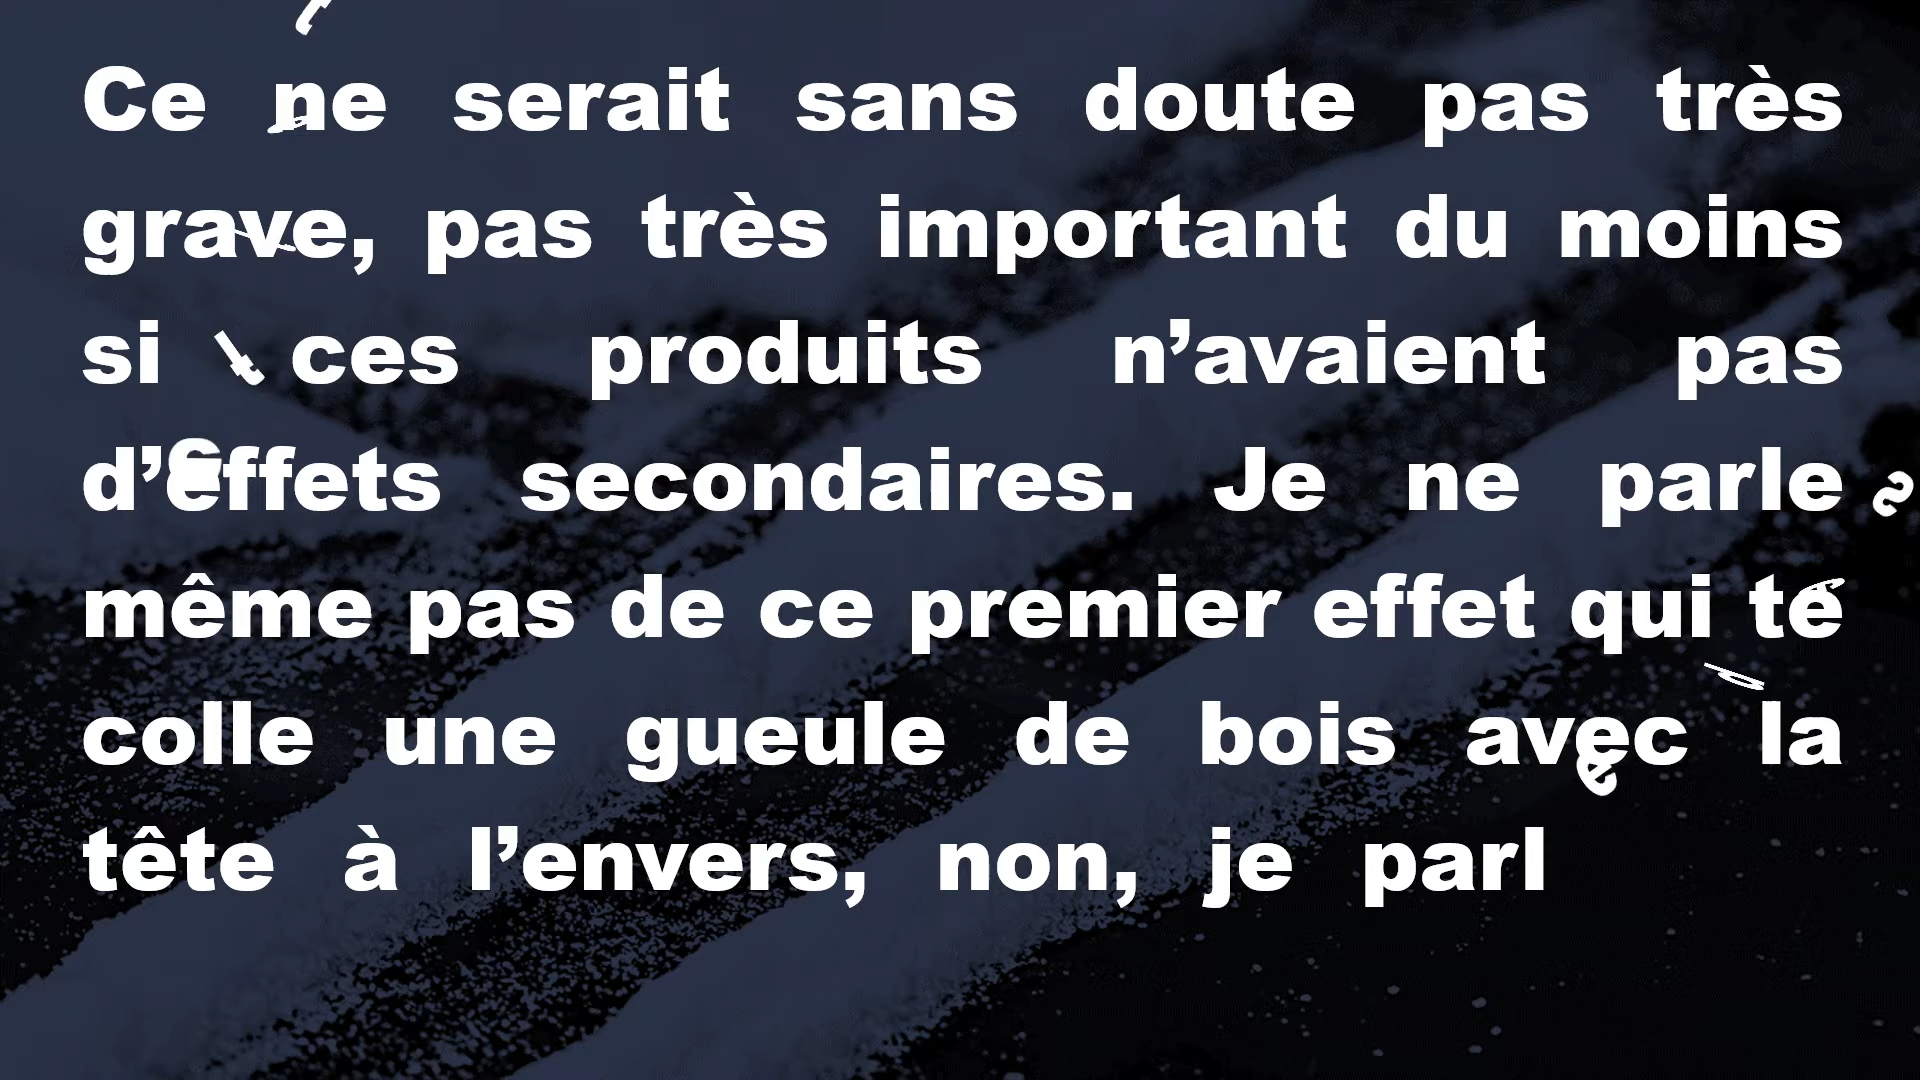 Ce ne serait sans doute pas très
grave, pas très important du moins
si ces produits n’avaient pas
d’effets secondaires. Je ne parle
même pas de ce premier effet qui te
colle une gueule de bois avec la
tête à l’envers, non, je parl